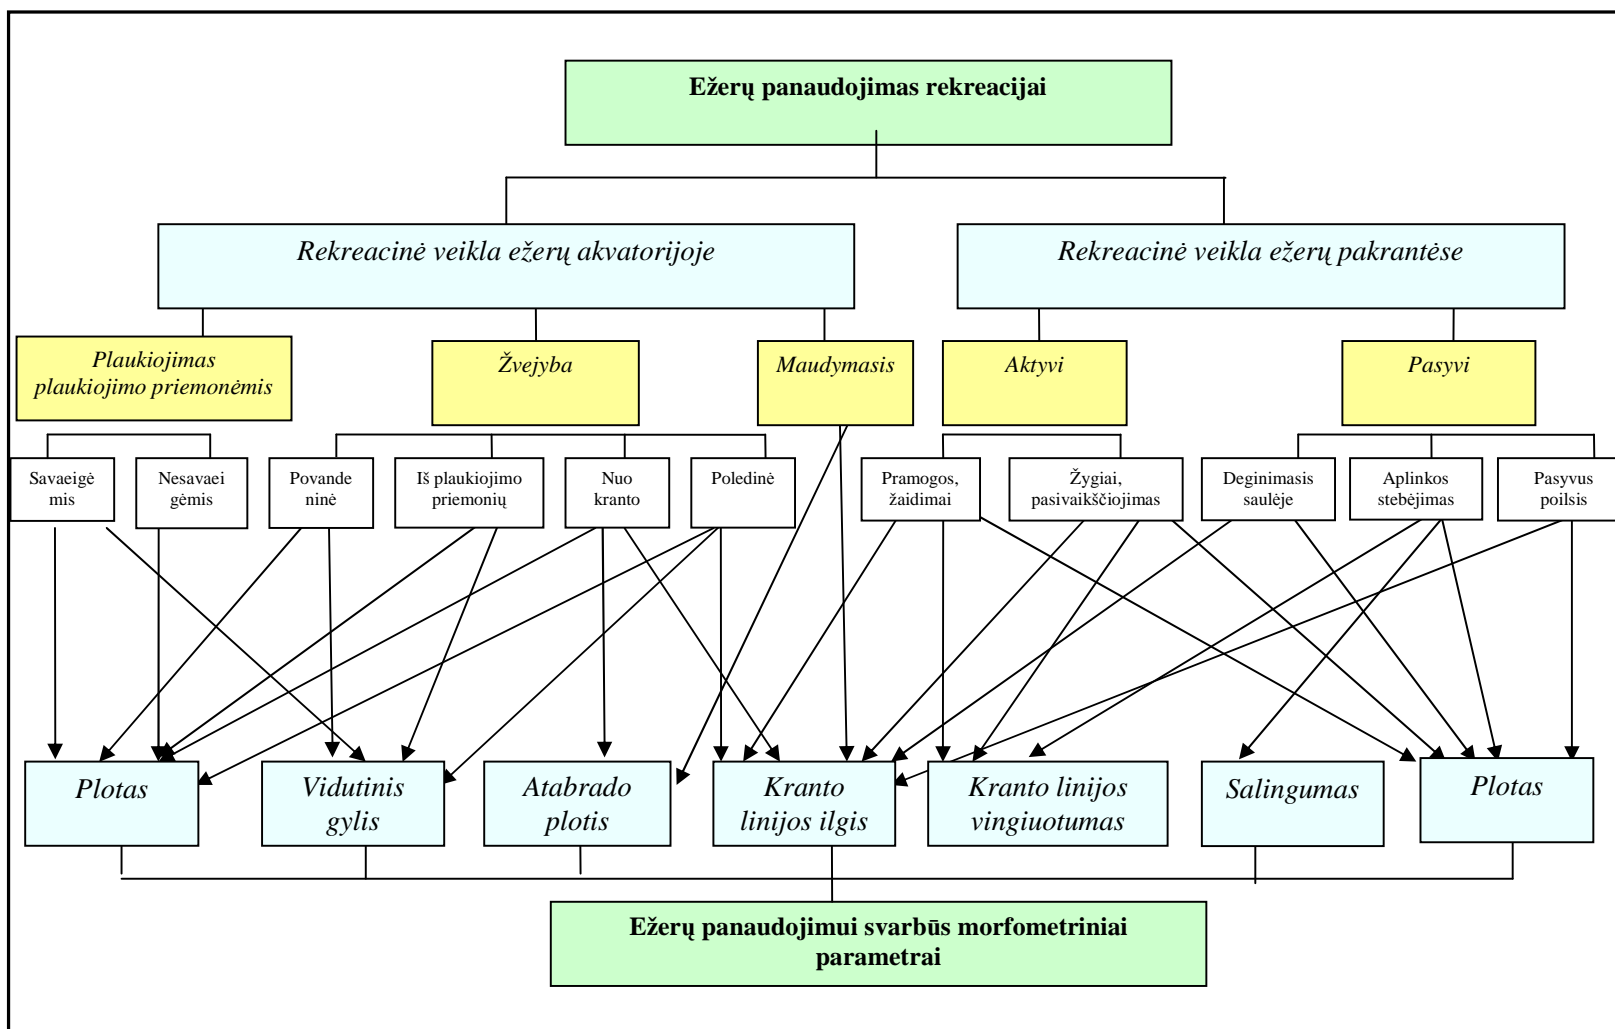 Ežerų panaudojimas rekreacijai
Rekreacinė veikla ežerų akvatorijoje
Rekreacinė veikla ežerų pakrantėse
Plaukiojimas
plaukiojimo priemonėmis
Žvejyba
Maudymasis
Aktyvi
Pasyvi
Savaeigė
mis
Nesavaei
gėmis
Povande
ninė
Iš plaukiojimo
priemonių
Nuo
kranto
Poledinė
Pramogos,
žaidimai
Žygiai,
pasivaikščiojimas
Deginimasis
saulėje
Aplinkos
stebėjimas
Pasyvus
poilsis
Plotas
Vidutinis
gylis
Atabrado
plotis
Kranto
linijos ilgis
Kranto linijos
vingiuotumas
Salingumas
Plotas
Ežerų panaudojimui svarbūs morfometriniai
parametrai